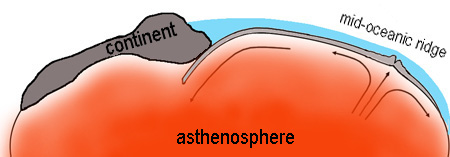 continent
mid-oceanic ridge
asthenosphere